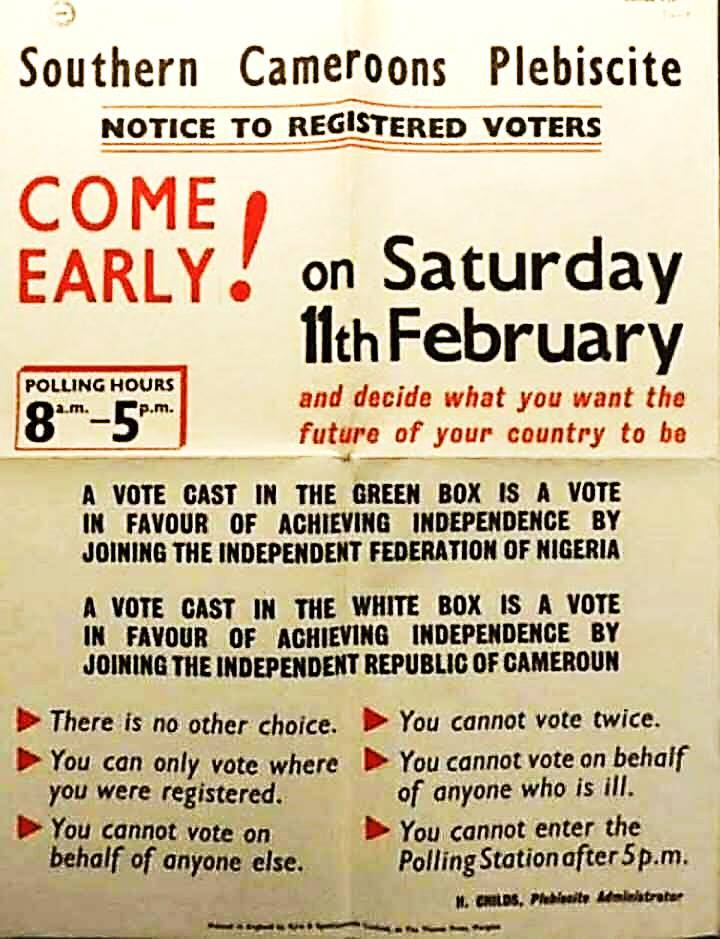 Southern Cameroons Plebiscite
NOTICE TO REGISTERED VOTERS
COME
EARLY!
on Saturday
11th February
POLLING HOURS
8 a.m. – 5 p.m.
and decide what you want the
future of your country to be
A VOTE CAST IN THE GREEN BOX IS A VOTE
IN FAVOUR OF ACHIEVING INDEPENDENCE BY
JOINING THE INDEPENDENT FEDERATION OF NIGERIA
A VOTE CAST IN THE WHITE BOX IS A VOTE
IN FAVOUR OF ACHIEVING INDEPENDENCE BY
JOINING THE INDEPENDENT REPUBLIC OF CAMEROUN
There is no other choice.
You can only vote where
you were registered.
You cannot vote on
behalf of anyone else.
You cannot vote twice.
You cannot vote on behalf
of anyone who is ill.
You cannot enter the
Polling Station after 5 p.m.
H. CHILDS, Plebiscite Administrator
Printed in England by